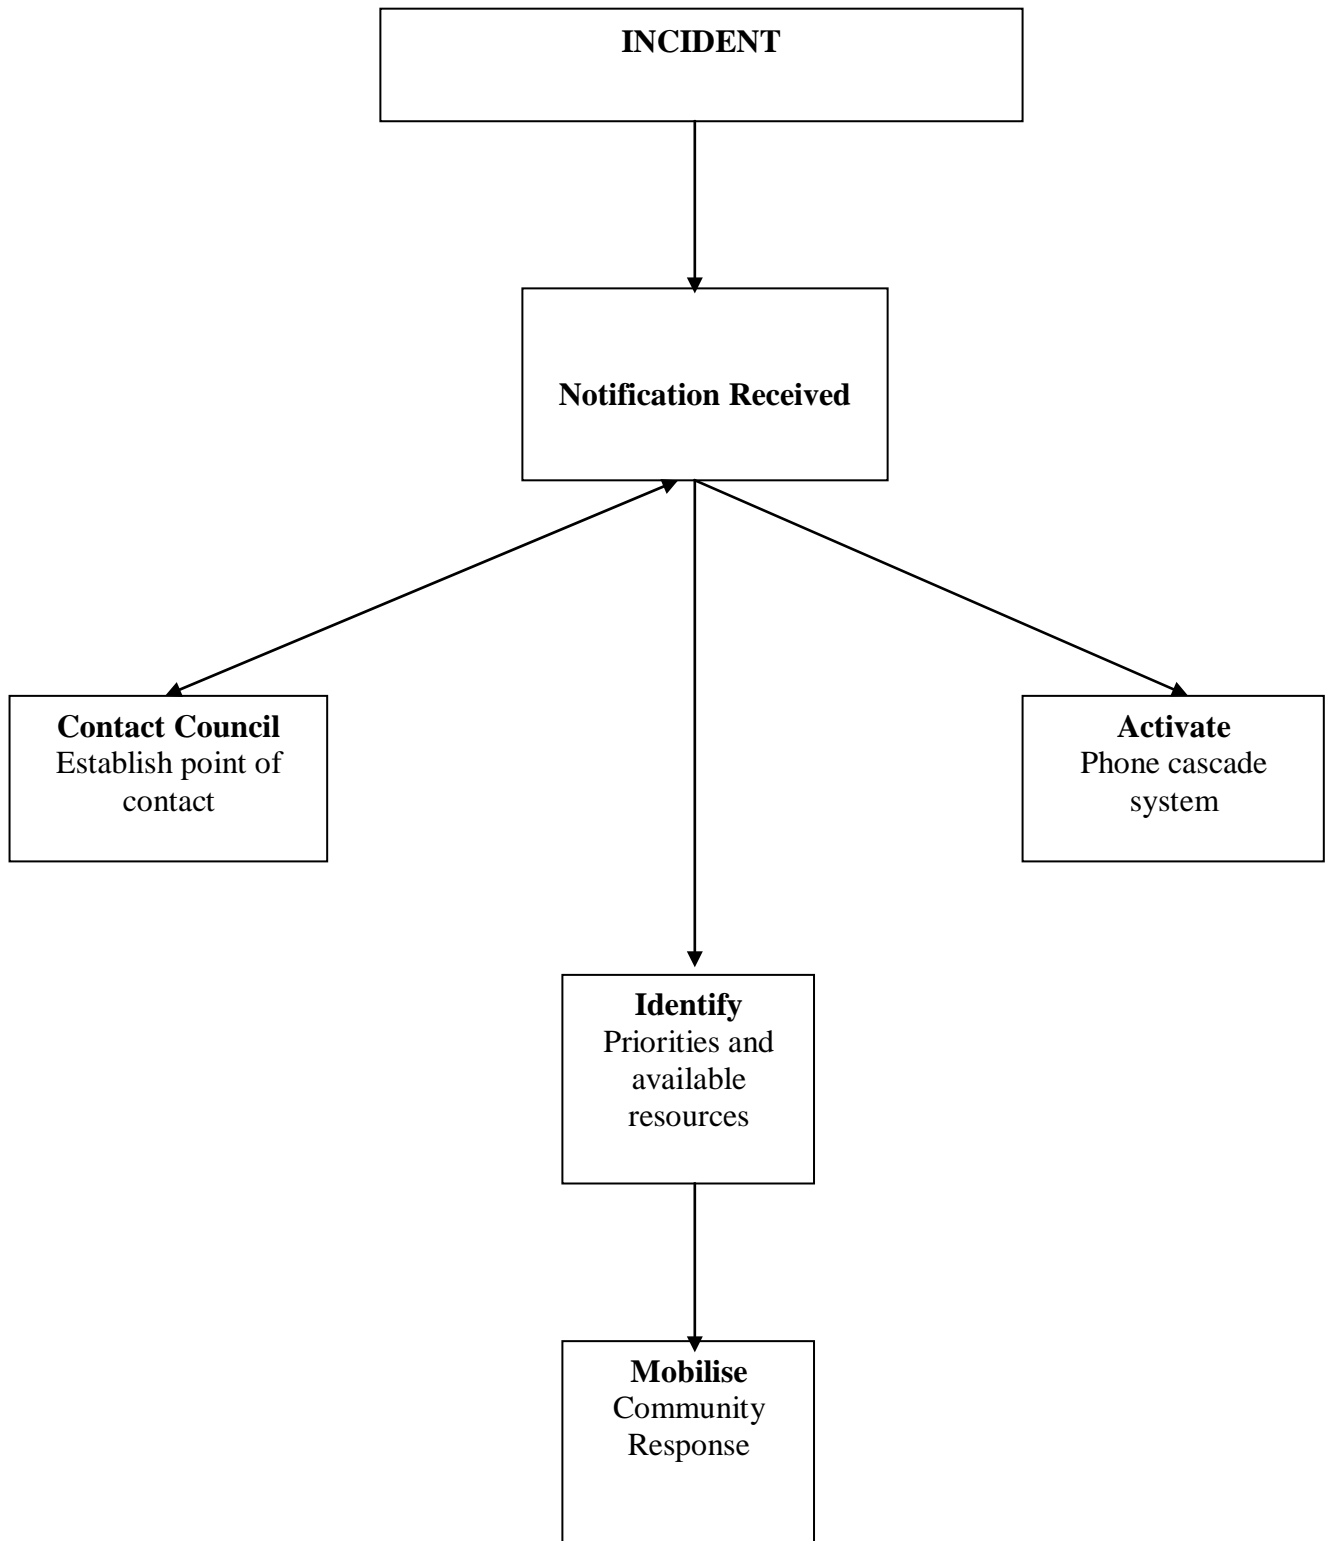 INCIDENT
Notification Received
Contact Council
Establish point of
contact
Activate
Phone cascade
system
Identify
Priorities and
available
resources
Mobilise
Community
Response